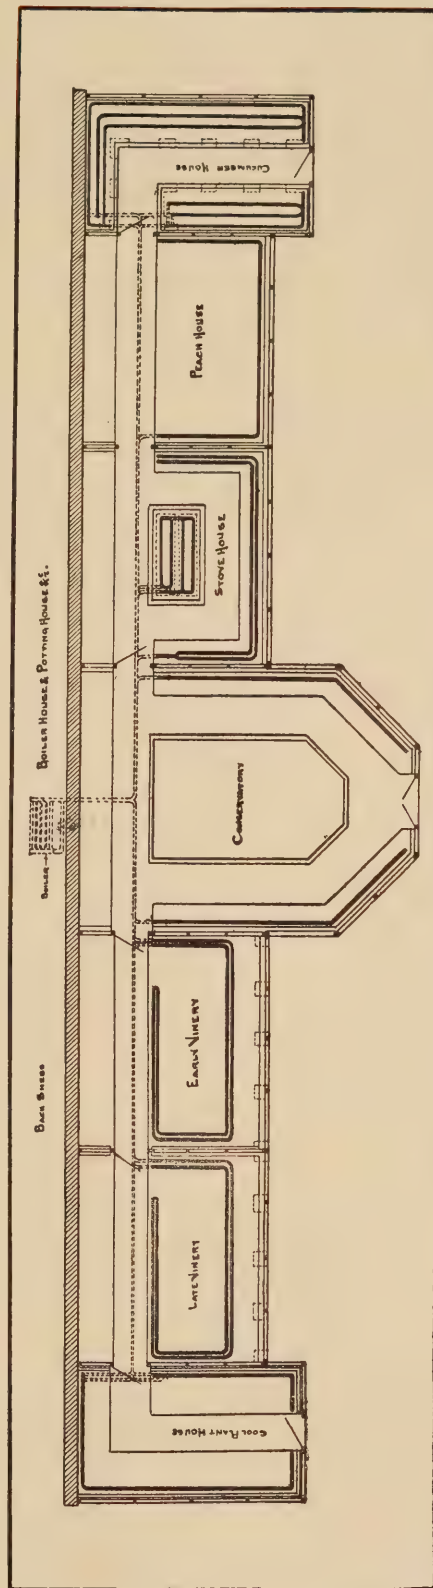 BACK SHEDS
BOILER
BOILER HOUSE & POTTING HOUSE &c.
COOL PLANT HOUSE
LATE VINERY
EARLY VINERY
CONSERVATORY
STOVE HOUSE
PEACH HOUSE
CUCUMBER HOUSE